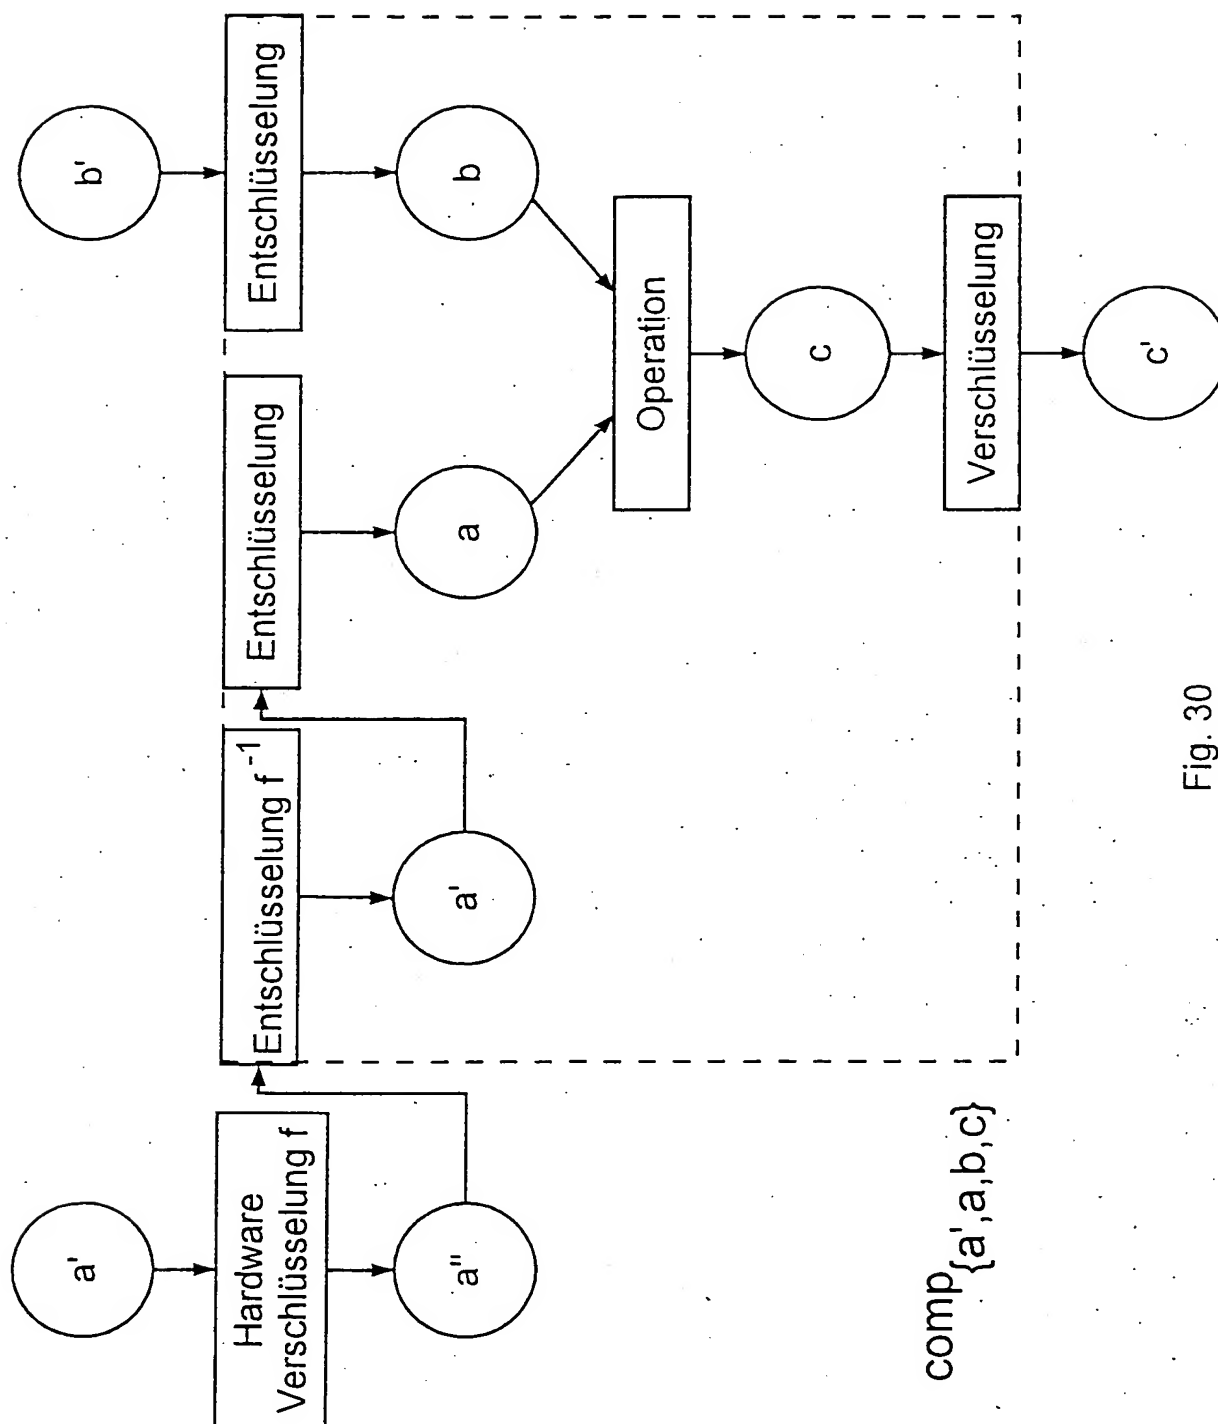 a'
Hardware
Verschlüsselung f
a''
Entschlüsselung f⁻¹
a'
Entschlüsselung
a
b'
Entschlüsselung
b
Operation
c
Verschlüsselung
c'
comp{a',a,b,c}
Fig. 30